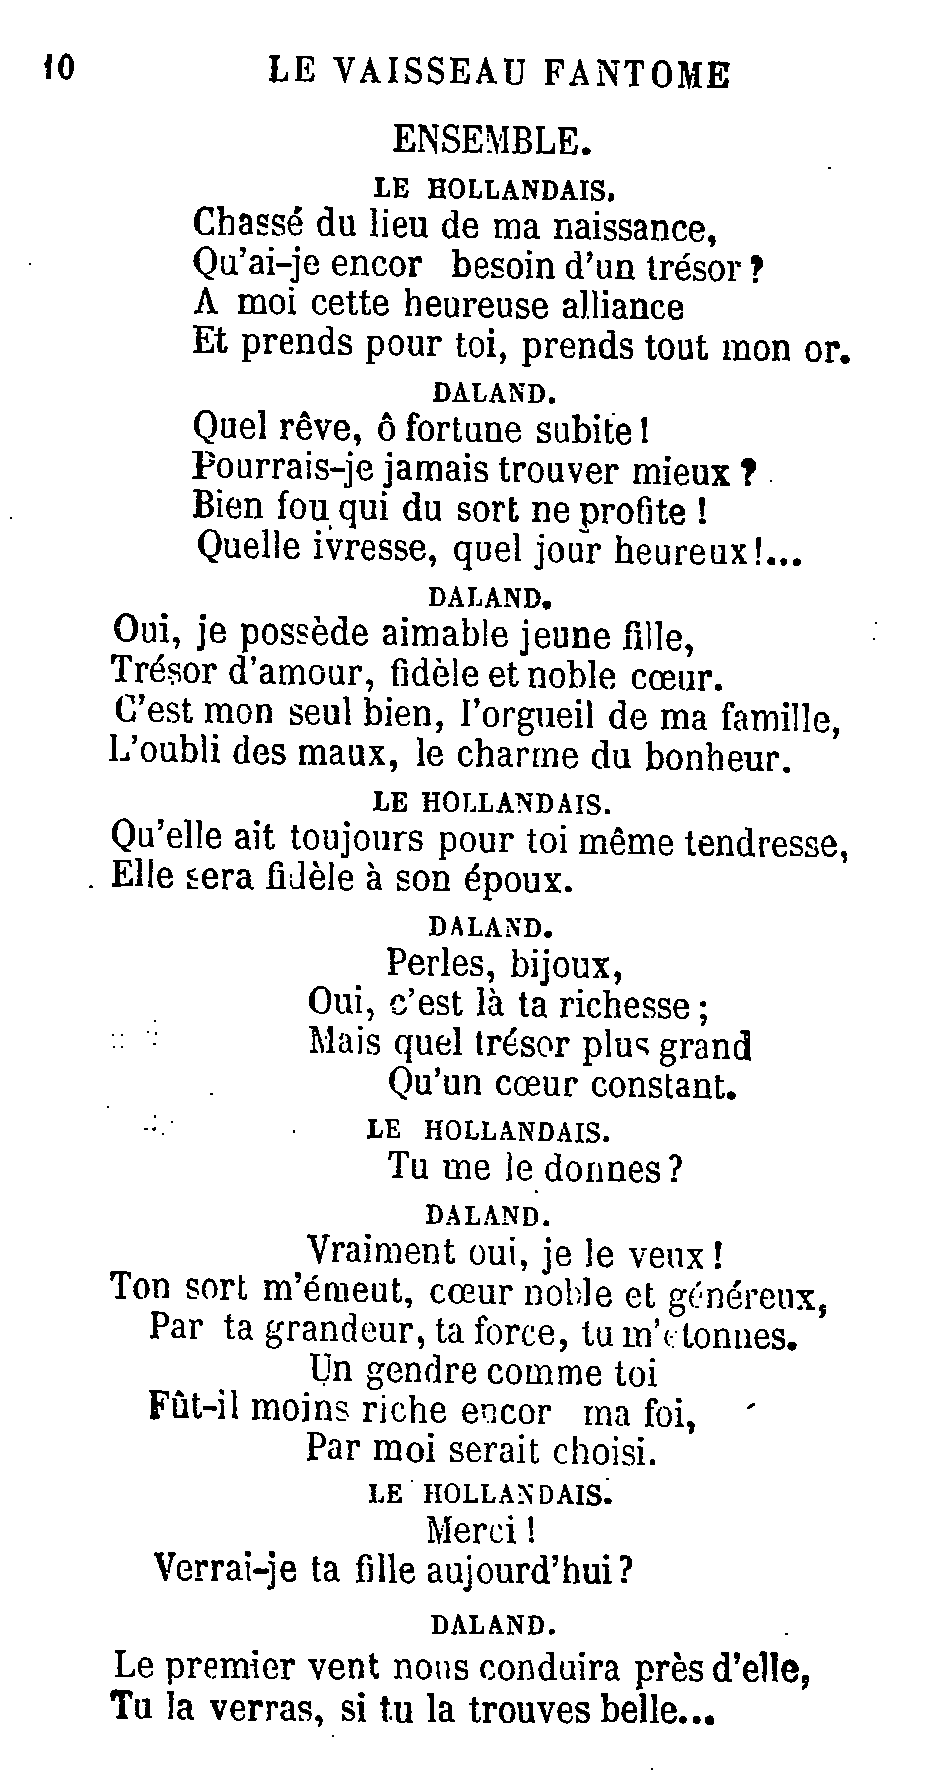 10 LE VAISSEAU FANTOME
ENSEMBLE.
LE HOLLANDAIS.
Chassé du lieu de ma naissance,
Qu'ai-je encor besoin d'un trésor ?
A moi cette heureuse alliance
Et prends pour toi, prends tout mon or.
DALAND.
Quel rêve, ô fortune subite !
Pourrais-je jamais trouver mieux ?
Bien fou qui du sort ne profite !
Quelle ivresse, quel jour heureux !...
DALAND.
Oui, je possède aimable jeune fille,
Trésor d'amour, fidèle et noble cœur.
C'est mon seul bien, l'orgueil de ma famille,
L'oubli des maux, le charme du bonheur.
LE HOLLANDAIS.
Qu'elle ait toujours pour toi même tendresse,
Elle sera fidèle à son époux.
DALAND.
Perles, bijoux,
Oui, c'est là ta richesse ;
Mais quel trésor plus grand
Qu'un cœur constant.
LE HOLLANDAIS.
Tu me le donnes ?
DALAND.
Vraiment oui, je le veux !
Ton sort m'émeut, cœur noble et généreux,
Par ta grandeur, ta force, tu m'étonnes.
Un gendre comme toi
Fût-il moins riche encor ma foi,
Par moi serait choisi.
LE HOLLANDAIS.
Merci !
Verrai-je ta fille aujourd'hui ?
DALAND.
Le premier vent nous conduira près d'elle,
Tu la verras, si tu la trouves belle...